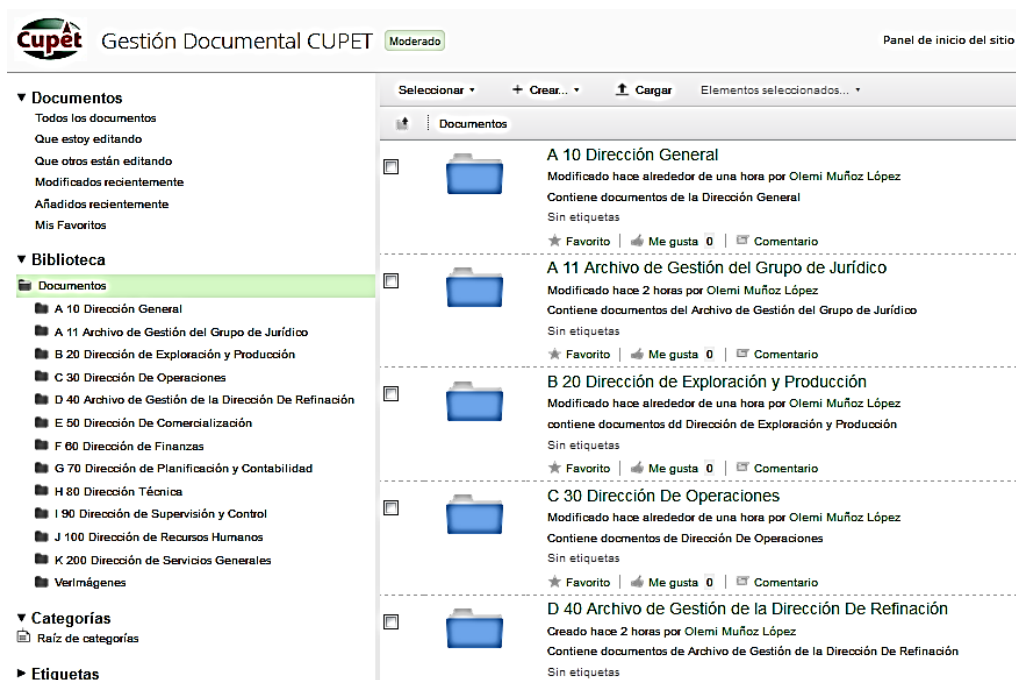 Cupet Gestión Documental CUPET Moderado Panel de inicio del sitio
Documentos
Todos los documentos
Que estoy editando
Que otros están editando
Modificados recientemente
Añadidos recientemente
Mis Favoritos
Biblioteca
Documentos
A 10 Dirección General
A 11 Archivo de Gestión del Grupo de Jurídico
B 20 Dirección de Exploración y Producción
C 30 Dirección De Operaciones
D 40 Archivo de Gestión de la Dirección De Refinación
E 50 Dirección De Comercialización
F 60 Dirección de Finanzas
G 70 Dirección de Planificación y Contabilidad
H 80 Dirección Técnica
I 90 Dirección de Supervisión y Control
J 100 Dirección de Recursos Humanos
K 200 Dirección de Servicios Generales
VerImágenes
Categorías
Raíz de categorías
Etiquetas
Seleccionar + Crear... Cargar Elementos seleccionados...
Documentos
A 10 Dirección General
Modificado hace alrededor de una hora por Olemi Muñoz López
Contiene documentos de la Dirección General
Sin etiquetas
Favorito | Me gusta 0 | Comentario
A 11 Archivo de Gestión del Grupo de Jurídico
Modificado hace 2 horas por Olemi Muñoz López
Contiene documentos del Archivo de Gestión del Grupo de Jurídico
Sin etiquetas
Favorito | Me gusta 0 | Comentario
B 20 Dirección de Exploración y Producción
Modificado hace alrededor de una hora por Olemi Muñoz López
contiene documentos dd Dirección de Exploración y Producción
Sin etiquetas
Favorito | Me gusta 0 | Comentario
C 30 Dirección De Operaciones
Modificado hace alrededor de una hora por Olemi Muñoz López
Contiene docmentos de Dirección De Operaciones
Sin etiquetas
Favorito | Me gusta 0 | Comentario
D 40 Archivo de Gestión de la Dirección De Refinación
Creado hace 2 horas por Olemi Muñoz López
Contiene documentos de Archivo de Gestión de la Dirección De Refinación
Sin etiquetas